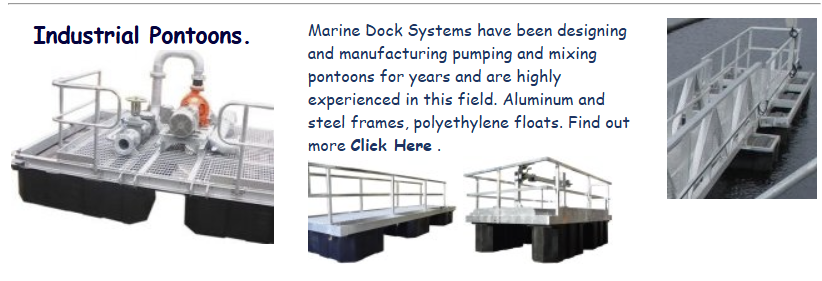 Industrial Pontoons.
Marine Dock Systems have been designing
and manufacturing pumping and mixing
pontoons for years and are highly
experienced in this field. Aluminum and
steel frames, polyethylene floats. Find out
more Click Here .